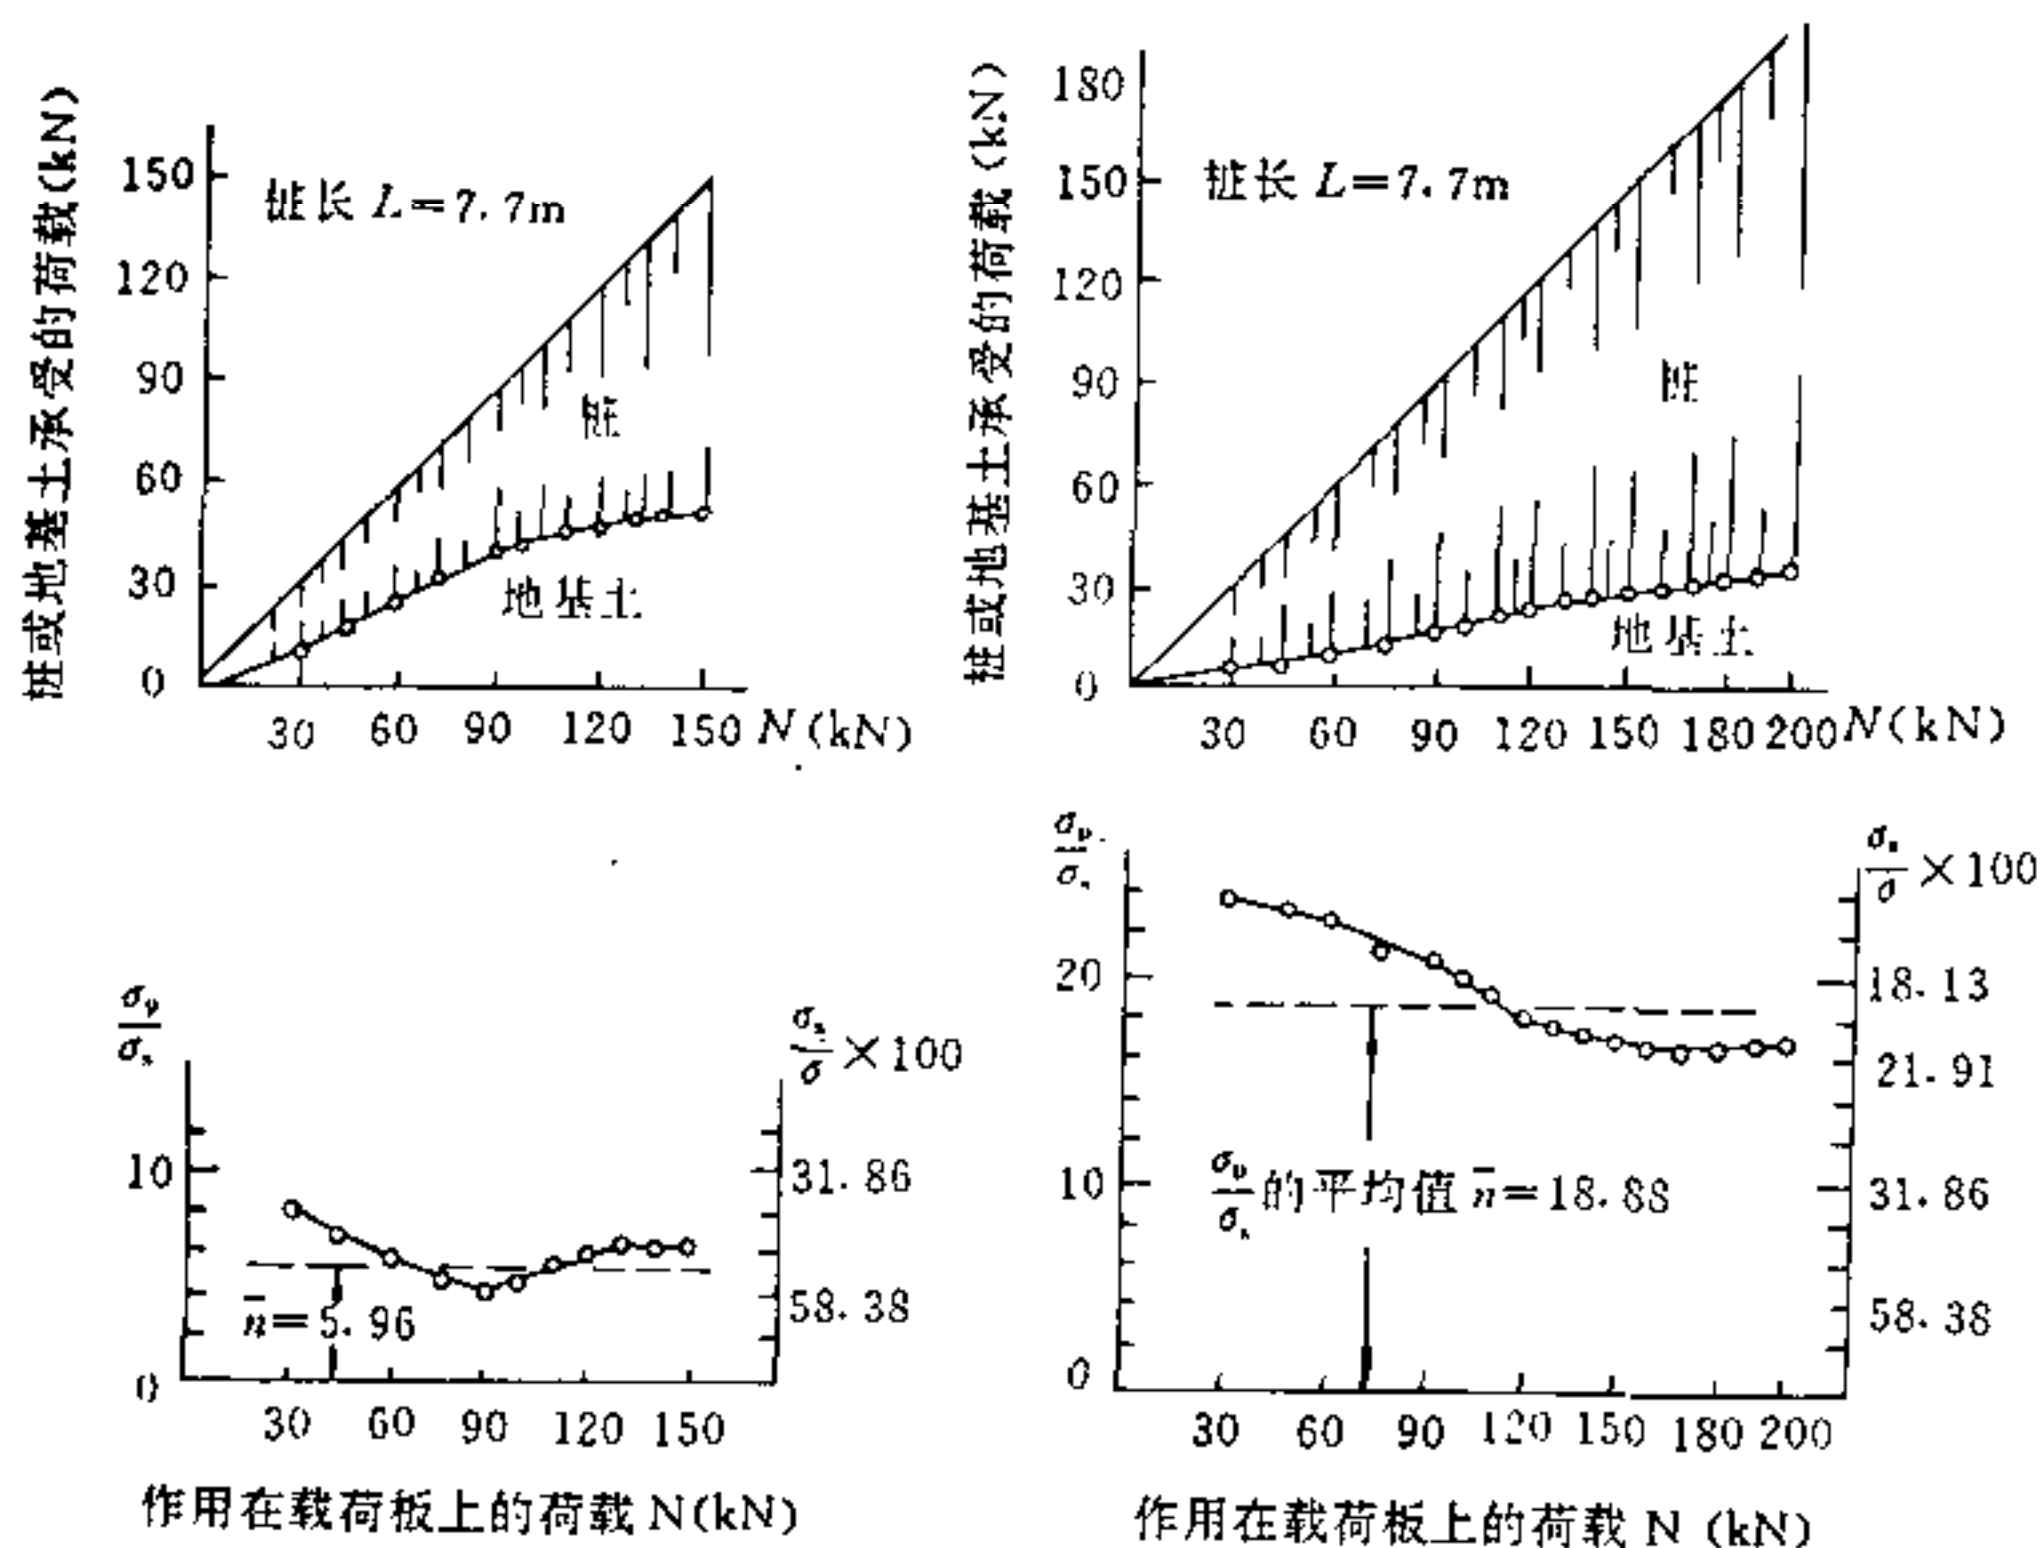 桩或地基土承受的荷载(kN)
150
120
90
60
30
0
桩长 L=7.7m
桩
地基土
30 60 90 120 150 N(kN)
桩或地基土承受的荷载(kN)
180
150
120
90
60
30
0
桩长 L=7.7m
桩
地基土
30 60 90 120 150 180 200 N(kN)
σp/σs
10
0
n̄=5.96
σs/σ×100
31.86
58.38
30 60 90 120 150
作用在载荷板上的荷载 N(kN)
σp/σs
20
10
0
σp/σs的平均值 n̄=18.88
σs/σ×100
18.13
21.91
31.86
58.38
30 60 90 120 150 180 200
作用在载荷板上的荷载 N (kN)